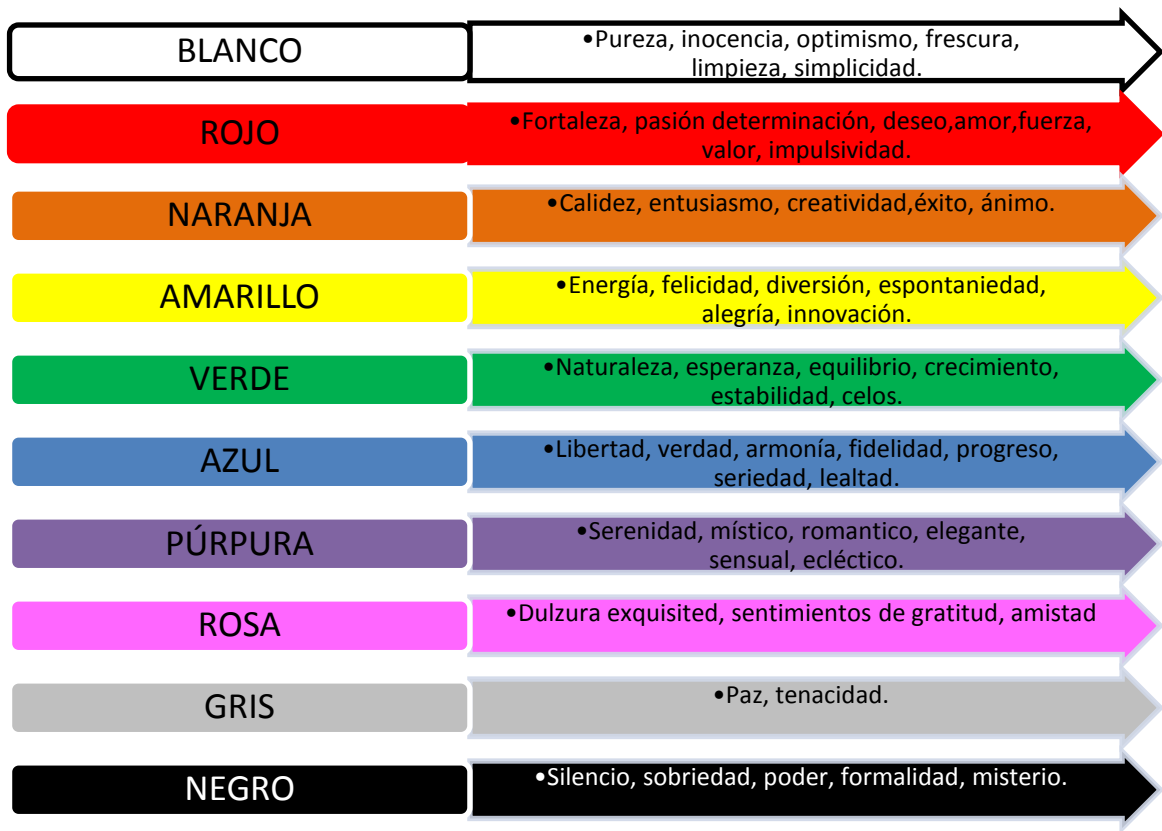 BLANCO
•Pureza, inocencia, optimismo, frescura,
limpieza, simplicidad.
ROJO
•Fortaleza, pasión determinación, deseo,amor,fuerza,
valor, impulsividad.
NARANJA
•Calidez, entusiasmo, creatividad,éxito, ánimo.
AMARILLO
•Energía, felicidad, diversión, espontaniedad,
alegría, innovación.
VERDE
•Naturaleza, esperanza, equilibrio, crecimiento,
estabilidad, celos.
AZUL
•Libertad, verdad, armonía, fidelidad, progreso,
seriedad, lealtad.
PÚRPURA
•Serenidad, místico, romantico, elegante,
sensual, ecléctico.
ROSA
•Dulzura exquisited, sentimientos de gratitud, amistad
GRIS
•Paz, tenacidad.
NEGRO
•Silencio, sobriedad, poder, formalidad, misterio.